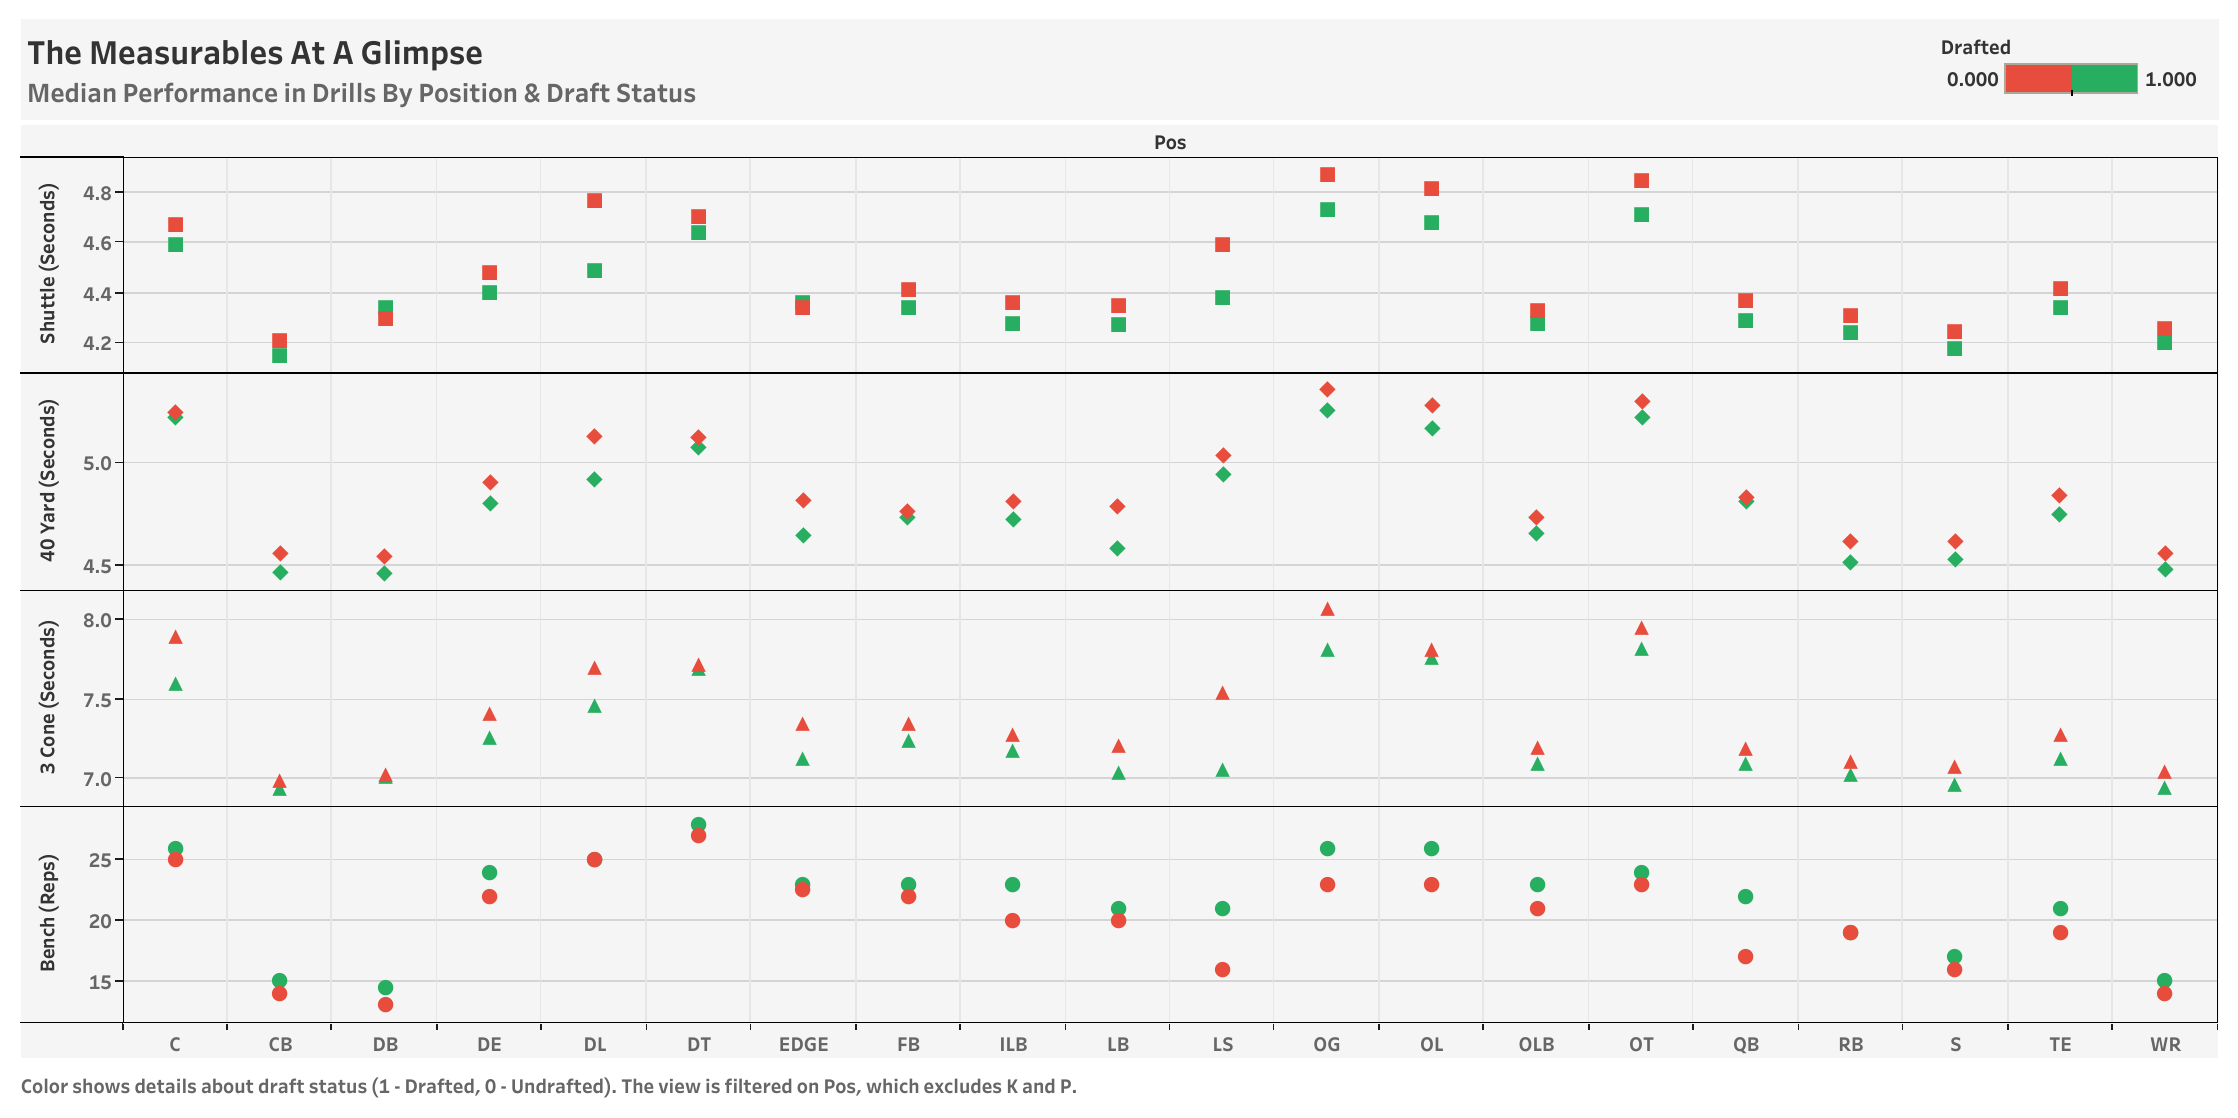 The Measurables At A Glimpse
Median Performance in Drills By Position & Draft Status
Drafted
0.000 1.000
Pos
Shuttle (Seconds)
4.8
4.6
4.4
4.2
40 Yard (Seconds)
5.0
4.5
3 Cone (Seconds)
8.0
7.5
7.0
Bench (Reps)
25
20
15
C CB DB DE DL DT EDGE FB ILB LB LS OG OL OLB OT QB RB S TE WR
Color shows details about draft status (1 - Drafted, 0 - Undrafted). The view is filtered on Pos, which excludes K and P.